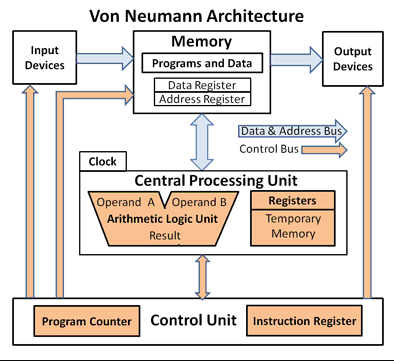 Von Neumann Architecture
Input
Devices
Memory
Programs and Data
Data Register
Address Register
Output
Devices
Data & Address Bus
Control Bus
Clock
Central Processing Unit
Operand A Operand B
Arithmetic Logic Unit
Result
Registers
Temporary
Memory
Program Counter
Control Unit
Instruction Register